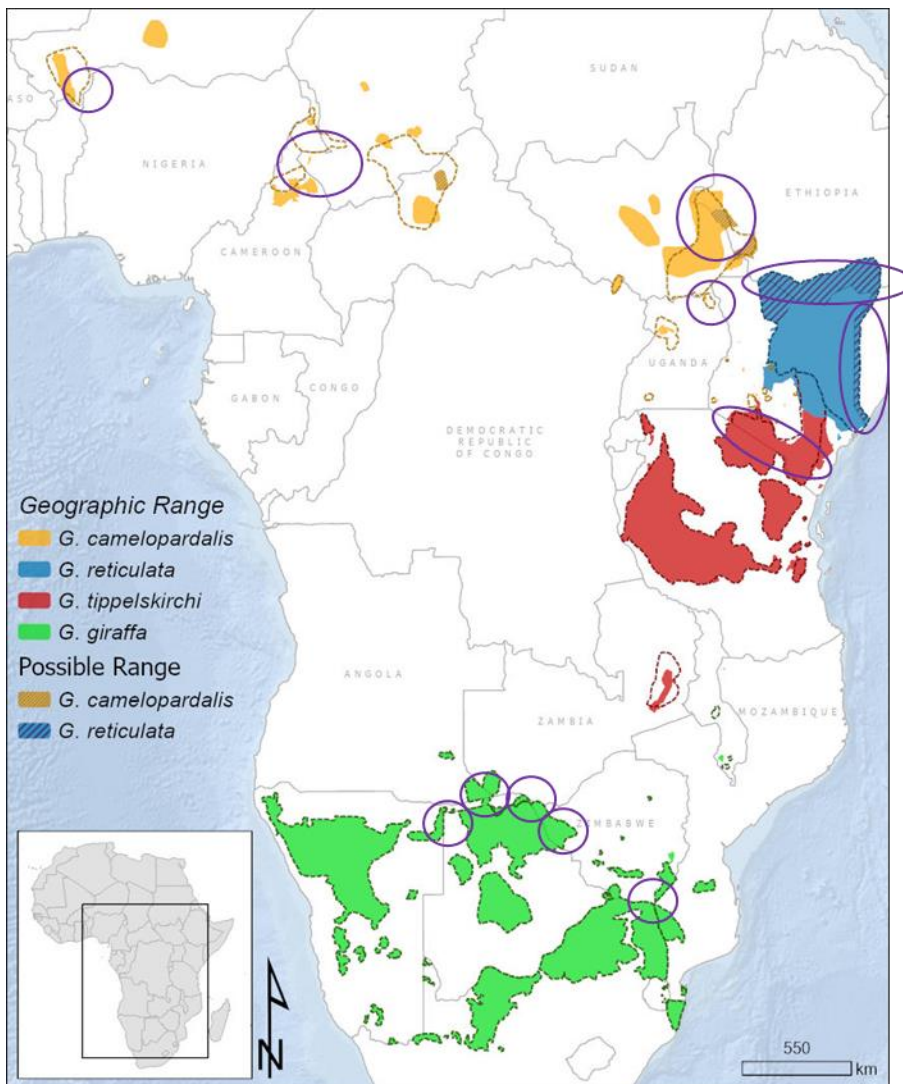 SUDAN
ASO
NIGERIA
ETHIOPIA
CAMEROON
UGANDA
GABON
CONGO
DEMOCRATIC
REPUBLIC
OF CONGO
Geographic Range
G. camelopardalis
G. reticulata
G. tippelskirchi
G. giraffa
Possible Range
G. camelopardalis
G. reticulata
ANGOLA
ZAMBIA
MOZAMBIQUE
ZIMBABWE
N
550
km